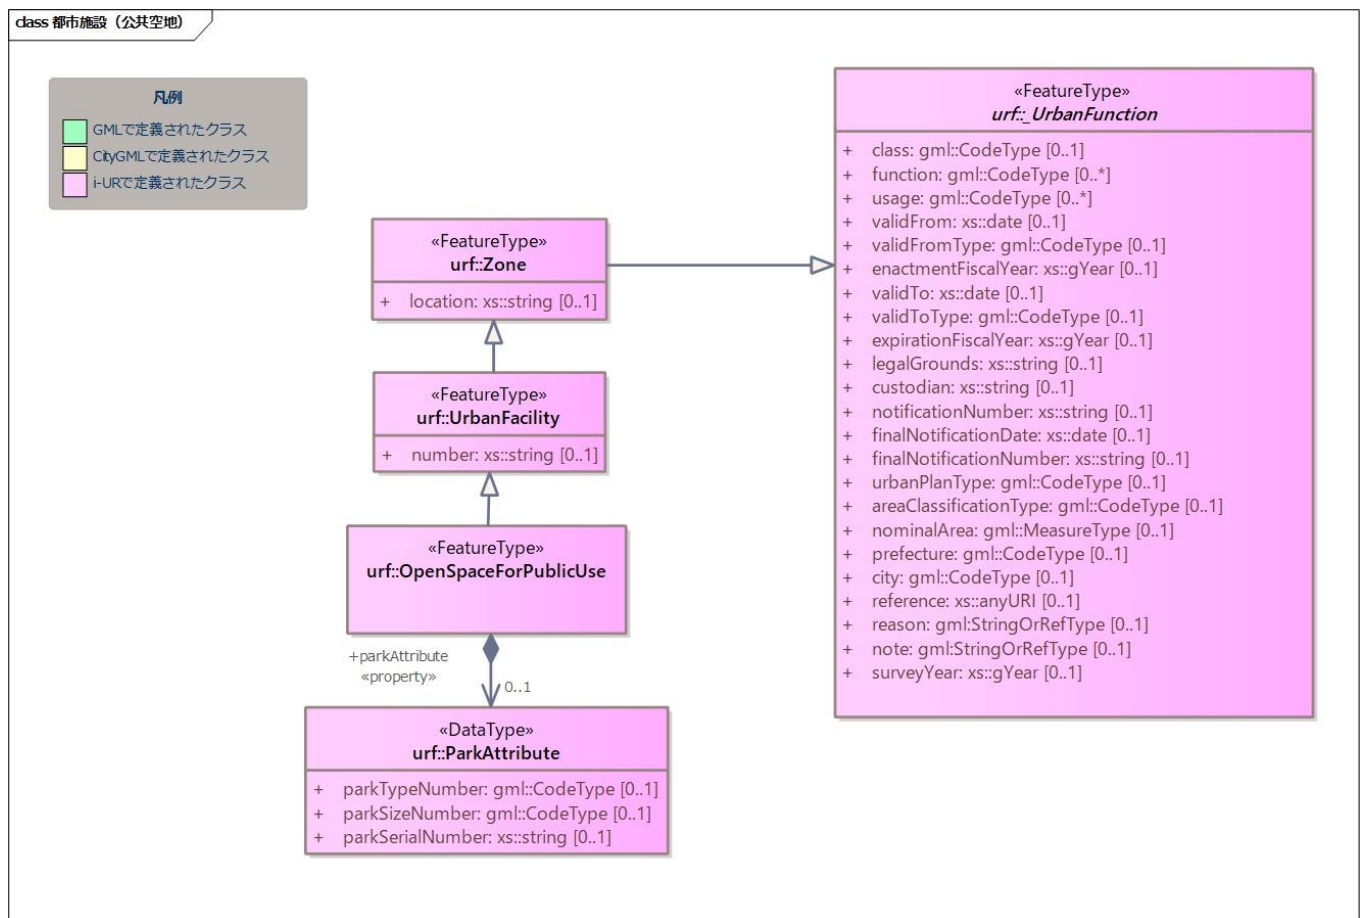 class 都市施設（公共空地）
凡例
GMLで定義されたクラス
CityGMLで定義されたクラス
i-URで定義されたクラス
«FeatureType»
urf::Zone
+ location: xs::string [0..1]
«FeatureType»
urf::UrbanFacility
+ number: xs::string [0..1]
«FeatureType»
urf::OpenSpaceForPublicUse
+parkAttribute
«property»
0..1
«DataType»
urf::ParkAttribute
+ parkTypeNumber: gml::CodeType [0..1]
+ parkSizeNumber: gml::CodeType [0..1]
+ parkSerialNumber: xs::string [0..1]
«FeatureType»
urf::_UrbanFunction
+ class: gml::CodeType [0..1]
+ function: gml::CodeType [0..*]
+ usage: gml::CodeType [0..*]
+ validFrom: xs::date [0..1]
+ validFromType: gml::CodeType [0..1]
+ enactmentFiscalYear: xs::gYear [0..1]
+ validTo: xs::date [0..1]
+ validToType: gml::CodeType [0..1]
+ expirationFiscalYear: xs::gYear [0..1]
+ legalGrounds: xs::string [0..1]
+ custodian: xs::string [0..1]
+ notificationNumber: xs::string [0..1]
+ finalNotificationDate: xs::date [0..1]
+ finalNotificationNumber: xs::string [0..1]
+ urbanPlanType: gml::CodeType [0..1]
+ areaClassificationType: gml::CodeType [0..1]
+ nominalArea: gml::MeasureType [0..1]
+ prefecture: gml::CodeType [0..1]
+ city: gml::CodeType [0..1]
+ reference: xs::anyURI [0..1]
+ reason: gml:StringOrRefType [0..1]
+ note: gml:StringOrRefType [0..1]
+ surveyYear: xs::gYear [0..1]